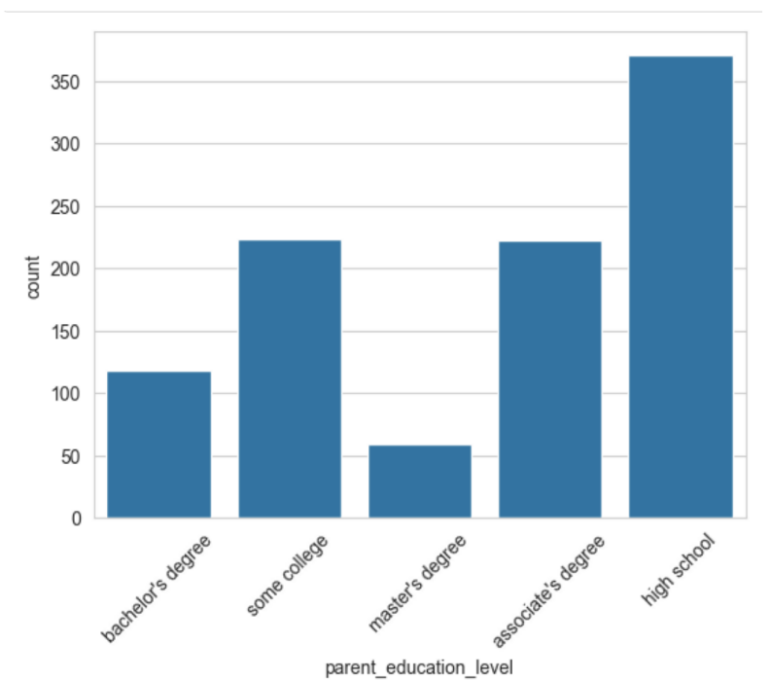 350
300
250
200
150
100
50
0
count
bachelor's degree
some college
master's degree
associate's degree
high school
parent_education_level